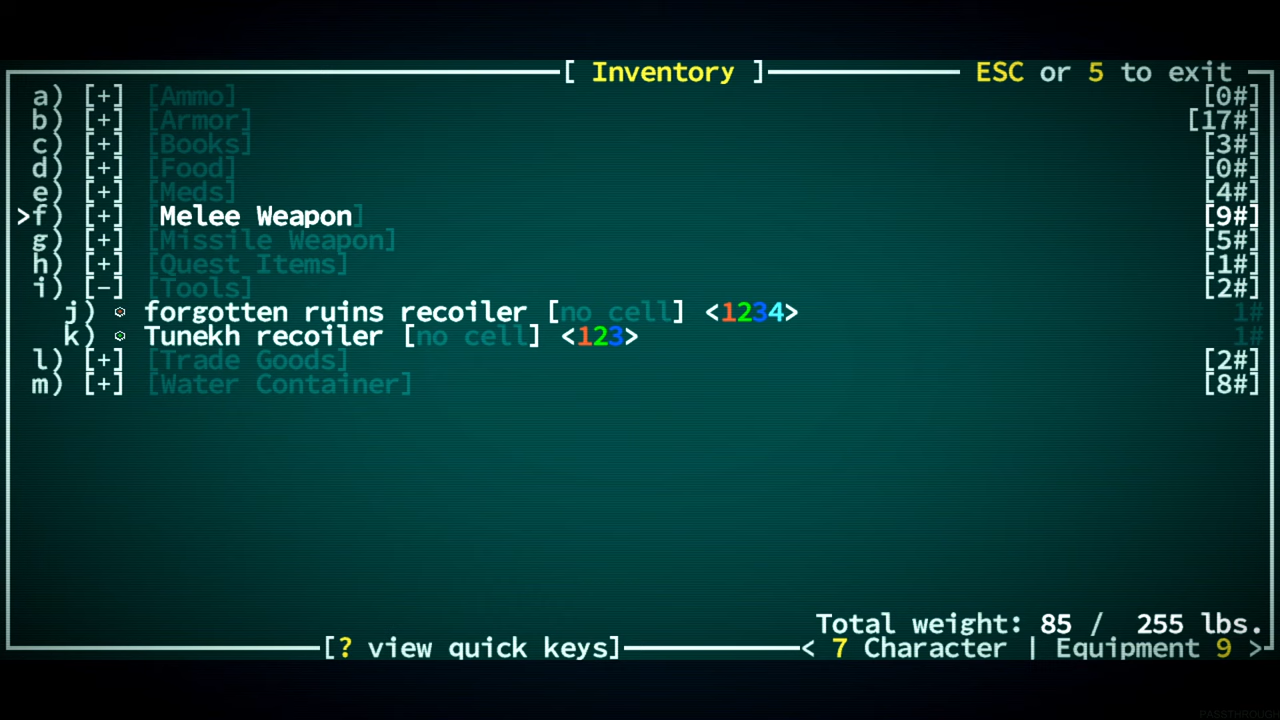 [ Inventory ] ESC or 5 to exit
a) [+] [Ammo] [0#]
b) [+] [Armor] [17#]
c) [+] [Books] [3#]
d) [+] [Food] [0#]
e) [+] [Meds] [4#]
>f) [+] [Melee Weapon] [9#]
g) [+] [Missile Weapon] [5#]
h) [+] [Quest Items] [1#]
i) [-] [Tools] [2#]
j) forgotten ruins recoiler [no cell] <1234> 1#
k) Tunekh recoiler [no cell] <123> 1#
l) [+] [Trade Goods] [2#]
m) [+] [Water Container] [8#]
Total weight: 85 / 255 lbs.
[? view quick keys] < 7 Character | Equipment 9 >